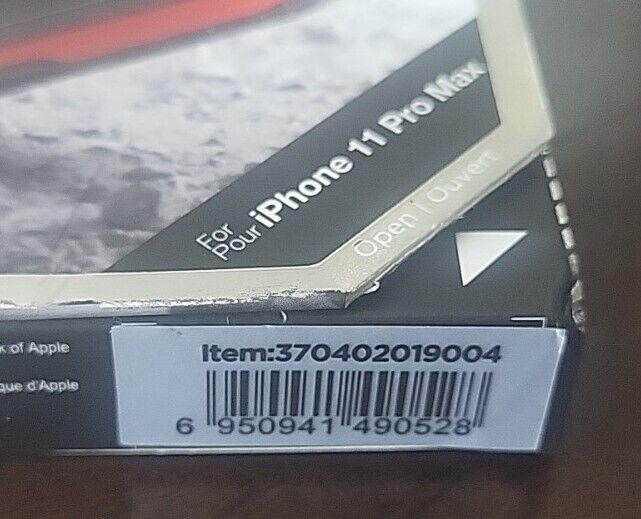 For
Pour iPhone 11 Pro Max
Open | Ouvert
of Apple
que d'Apple
Item:370402019004
6 950941 490528